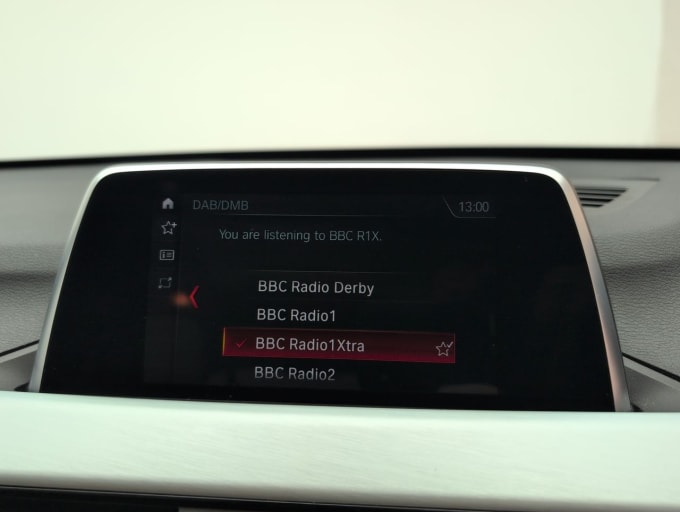 DAB/DMB
13:00
You are listening to BBC R1X.
BBC Radio Derby
BBC Radio1
BBC Radio1Xtra
BBC Radio2